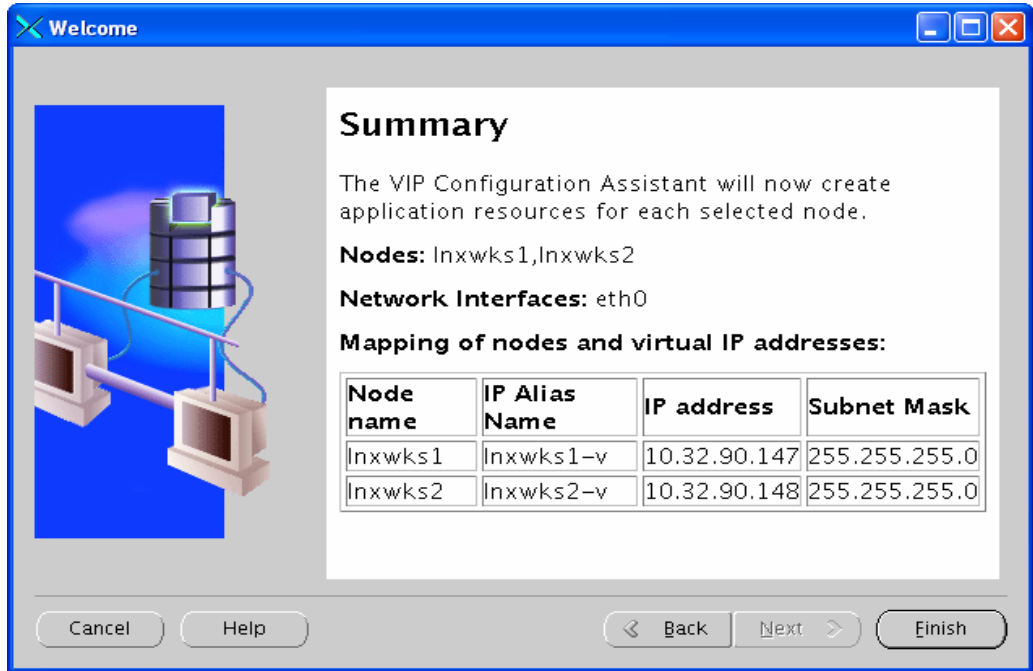 Welcome
Summary
The VIP Configuration Assistant will now create
application resources for each selected node.
Nodes: lnxwks1,lnxwks2
Network Interfaces: eth0
Mapping of nodes and virtual IP addresses:
Node name IP Alias Name IP address Subnet Mask
lnxwks1 lnxwks1-v 10.32.90.147 255.255.255.0
lnxwks2 lnxwks2-v 10.32.90.148 255.255.255.0
Cancel Help Back Next Finish